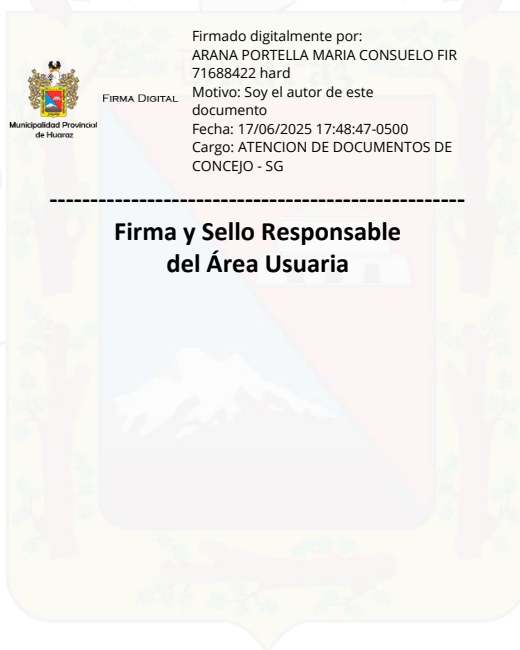 Firmado digitalmente por:
ARANA PORTELLA MARIA CONSUELO FIR
71688422 hard
Motivo: Soy el autor de este
documento
Fecha: 17/06/2025 17:48:47-0500
Cargo: ATENCION DE DOCUMENTOS DE
CONCEJO - SG
FIRMA DIGITAL
Municipalidad Provincial
de Huaraz
---------------------------------------------------
Firma y Sello Responsable
del Área Usuaria